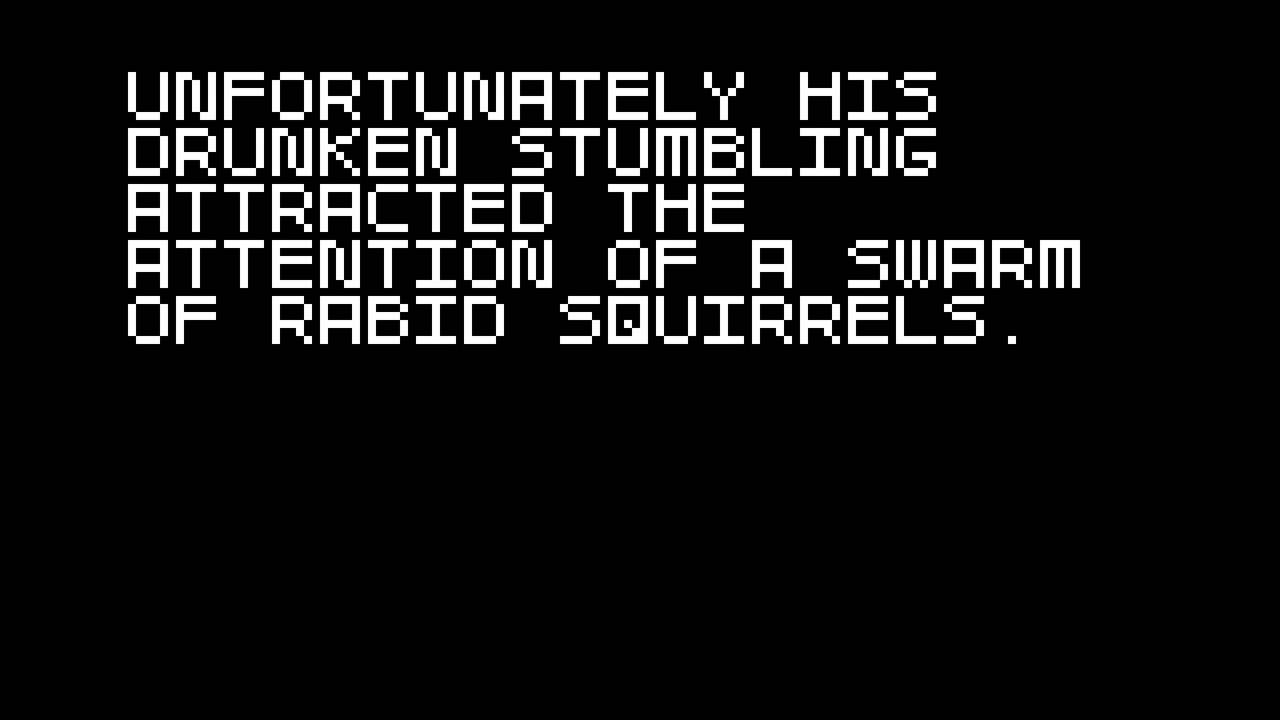 UNFORTUNATELY HIS
DRUNKEN STUMBLING
ATTRACTED THE
ATTENTION OF A SWARM
OF RABID SQUIRRELS.